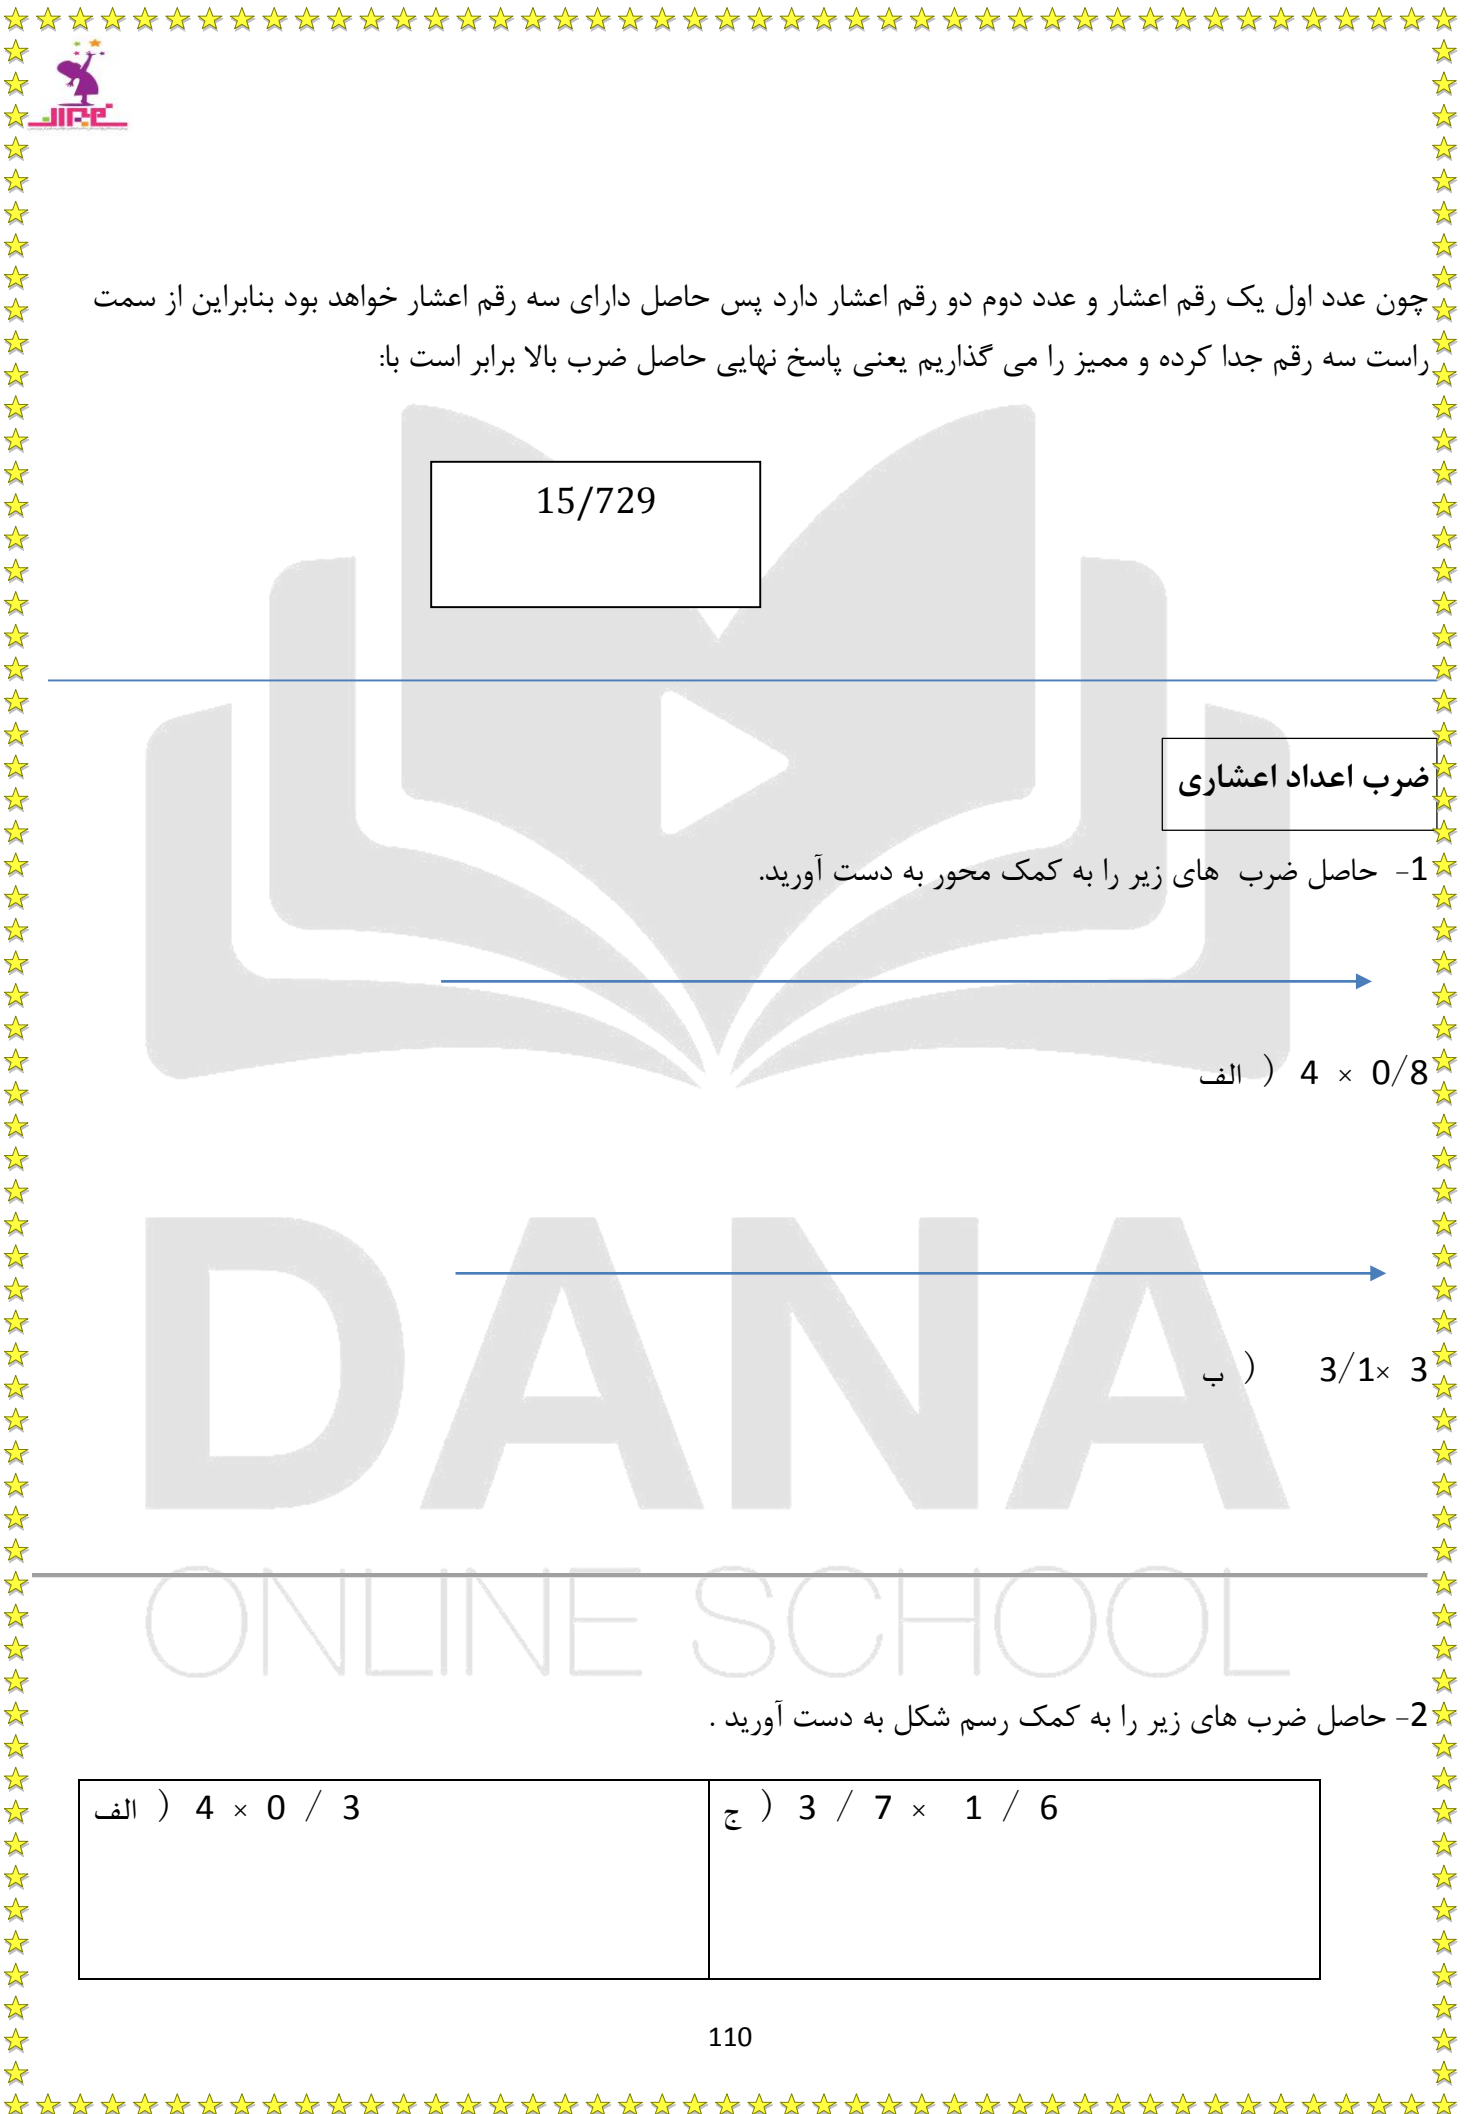 چون عدد اول یک رقم اعشار و عدد دوم دو رقم اعشار دارد پس حاصل دارای سه رقم اعشار خواهد بود بنابراین از سمت
راست سه رقم جدا کرده و ممیز را می گذاریم یعنی پاسخ نهایی حاصل ضرب بالا برابر است با:
15/729
ضرب اعداد اعشاری
1- حاصل ضرب های زیر را به کمک محور به دست آورید.
الف ) 4 × 0/8
ب ) 3/1× 3
DANA
ONLINE SCHOOL
2- حاصل ضرب های زیر را به کمک رسم شکل به دست آورید .
الف ) 4 × 0 / 3
ج ) 3 / 7 × 1 / 6
110